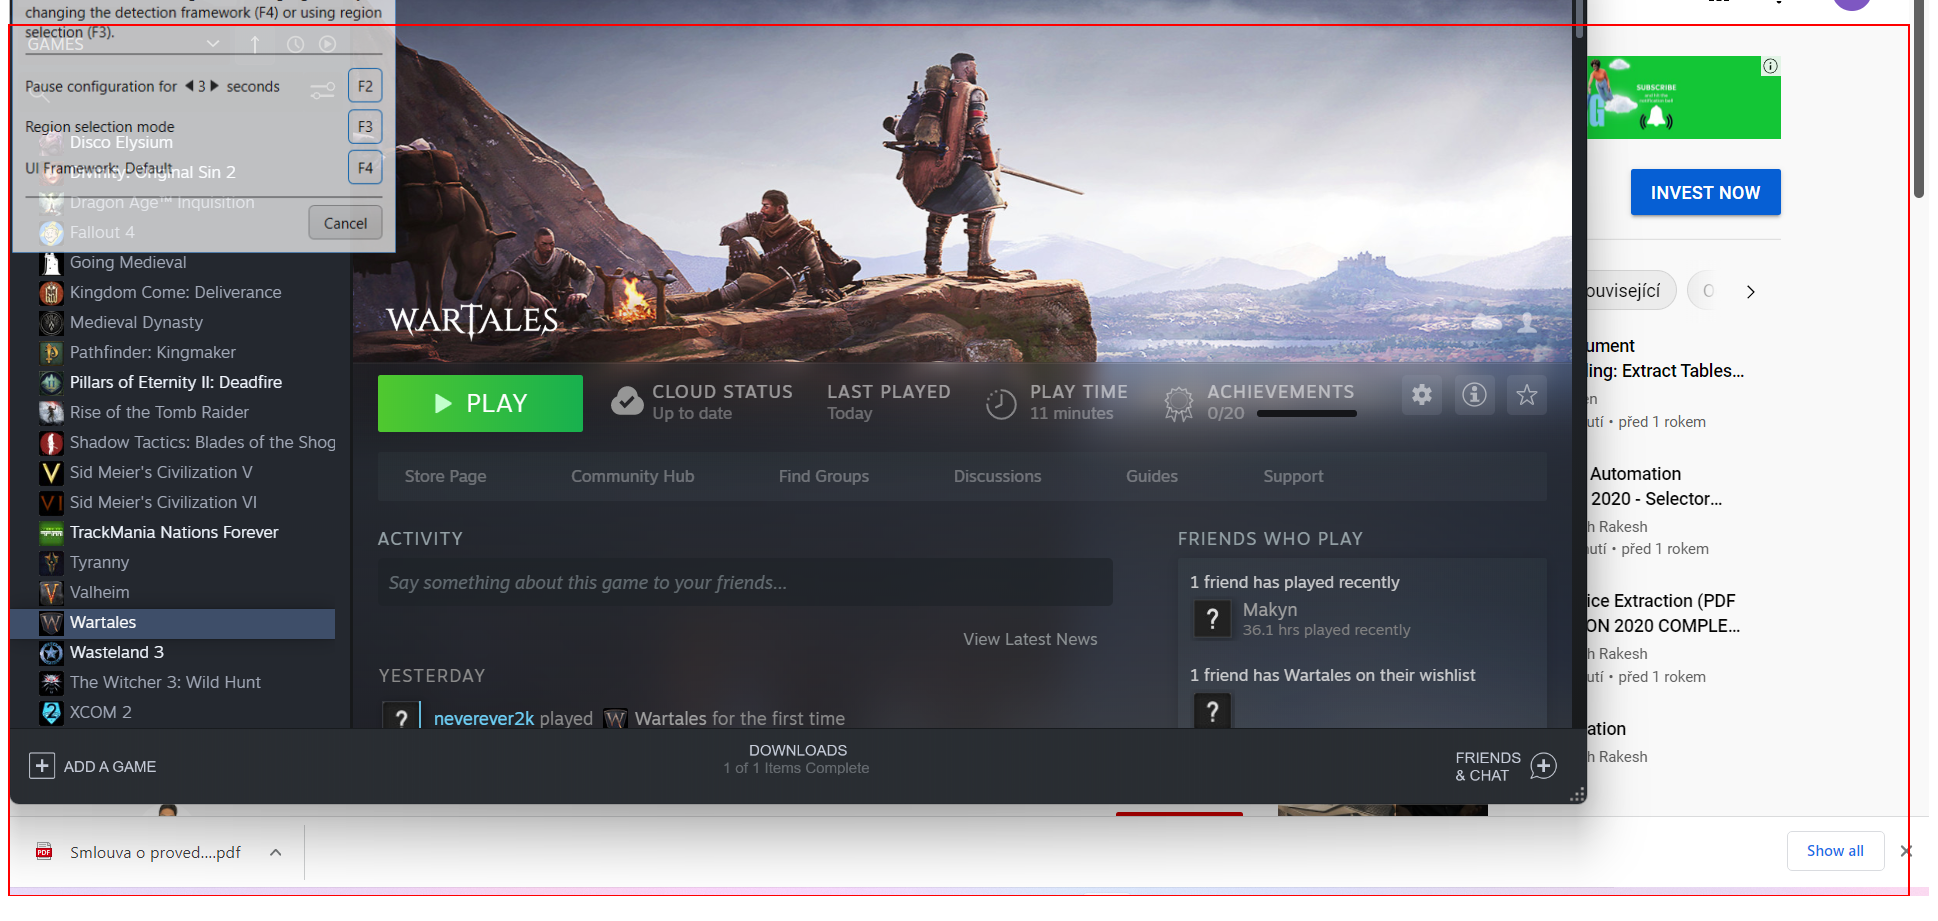 changing the detection framework (F4) or using region
selection (F3).
GAMES
Pause configuration for 3 seconds
F2
Region selection mode
F3
Disco Elysium
UI Framework: Default
F4
Divinity: Original Sin 2
Dragon Age™ Inquisition
Cancel
Fallout 4
Going Medieval
Kingdom Come: Deliverance
Medieval Dynasty
Pathfinder: Kingmaker
Pillars of Eternity II: Deadfire
Rise of the Tomb Raider
Shadow Tactics: Blades of the Shog
Sid Meier's Civilization V
Sid Meier's Civilization VI
TrackMania Nations Forever
Tyranny
Valheim
Wartales
Wasteland 3
The Witcher 3: Wild Hunt
XCOM 2
ADD A GAME
WARTALES
PLAY
CLOUD STATUS
Up to date
LAST PLAYED
Today
PLAY TIME
11 minutes
ACHIEVEMENTS
0/20
Store Page
Community Hub
Find Groups
Discussions
Guides
Support
ACTIVITY
Say something about this game to your friends...
View Latest News
YESTERDAY
neverever2k played Wartales for the first time
FRIENDS WHO PLAY
1 friend has played recently
Makyn
36.1 hrs played recently
1 friend has Wartales on their wishlist
DOWNLOADS
1 of 1 Items Complete
FRIENDS
& CHAT
SUBSCRIBE
G
INVEST NOW
ouvisející
ument
ling: Extract Tables...
en
utí • před 1 rokem
Automation
2020 - Selector...
h Rakesh
nutí • před 1 rokem
ice Extraction (PDF
ON 2020 COMPLE...
h Rakesh
utí • před 1 rokem
ation
h Rakesh
PDF
Smlouva o proved....pdf
Show all